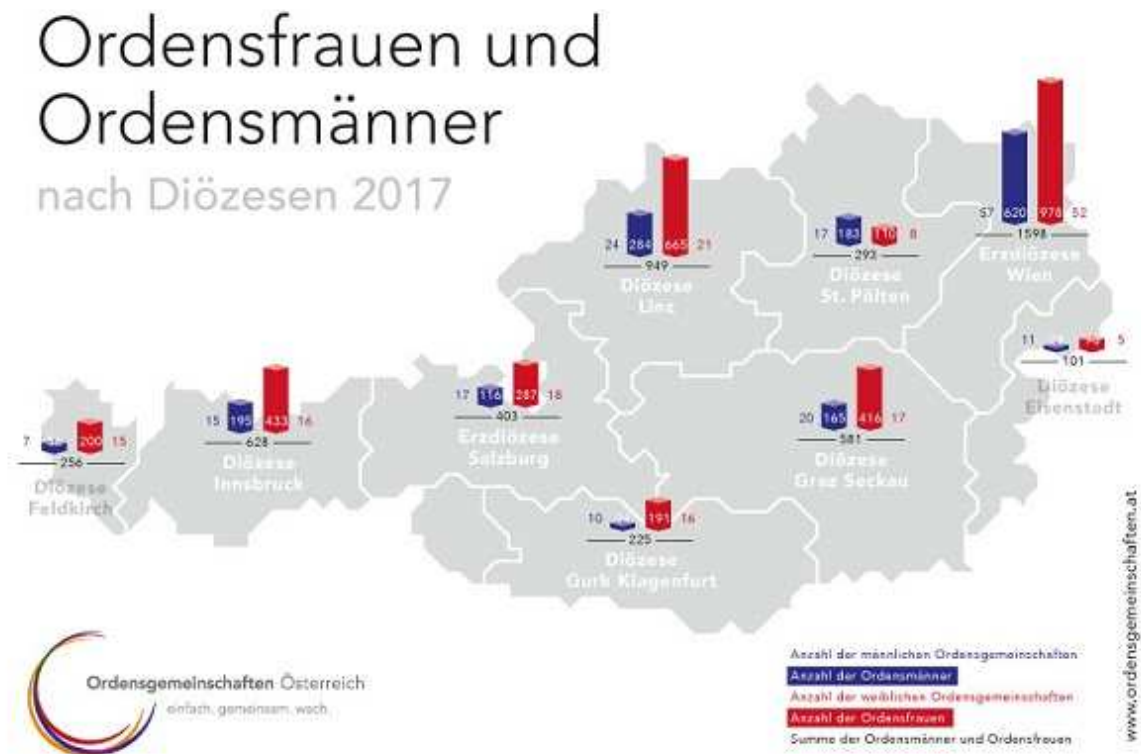 Ordensfrauen und
Ordensmänner
nach Diözesen 2017
57 620 978 52
1598
Erzdiözese
Wien
24 284 665 21
949
Diözese
Linz
17 183 110 8
293
Diözese
St. Pölten
11 5
101
Diözese
Eisenstadt
17 116 287 18
403
Erzdiözese
Salzburg
15 195 433 16
628
Diözese
Innsbruck
20 165 416 17
581
Diözese
Graz Seckau
7 200 15
256
Diözese
Feldkirch
10 191 16
225
Diözese
Gurk Klagenfurt
Ordensgemeinschaften Österreich
einfach. gemeinsam. wach.
Anzahl der männlichen Ordensgemeinschaften
Anzahl der Ordensmänner
Anzahl der weiblichen Ordensgemeinschaften
Anzahl der Ordensfrauen
Summe der Ordensmänner und Ordensfrauen
www.ordensgemeinschaften.at